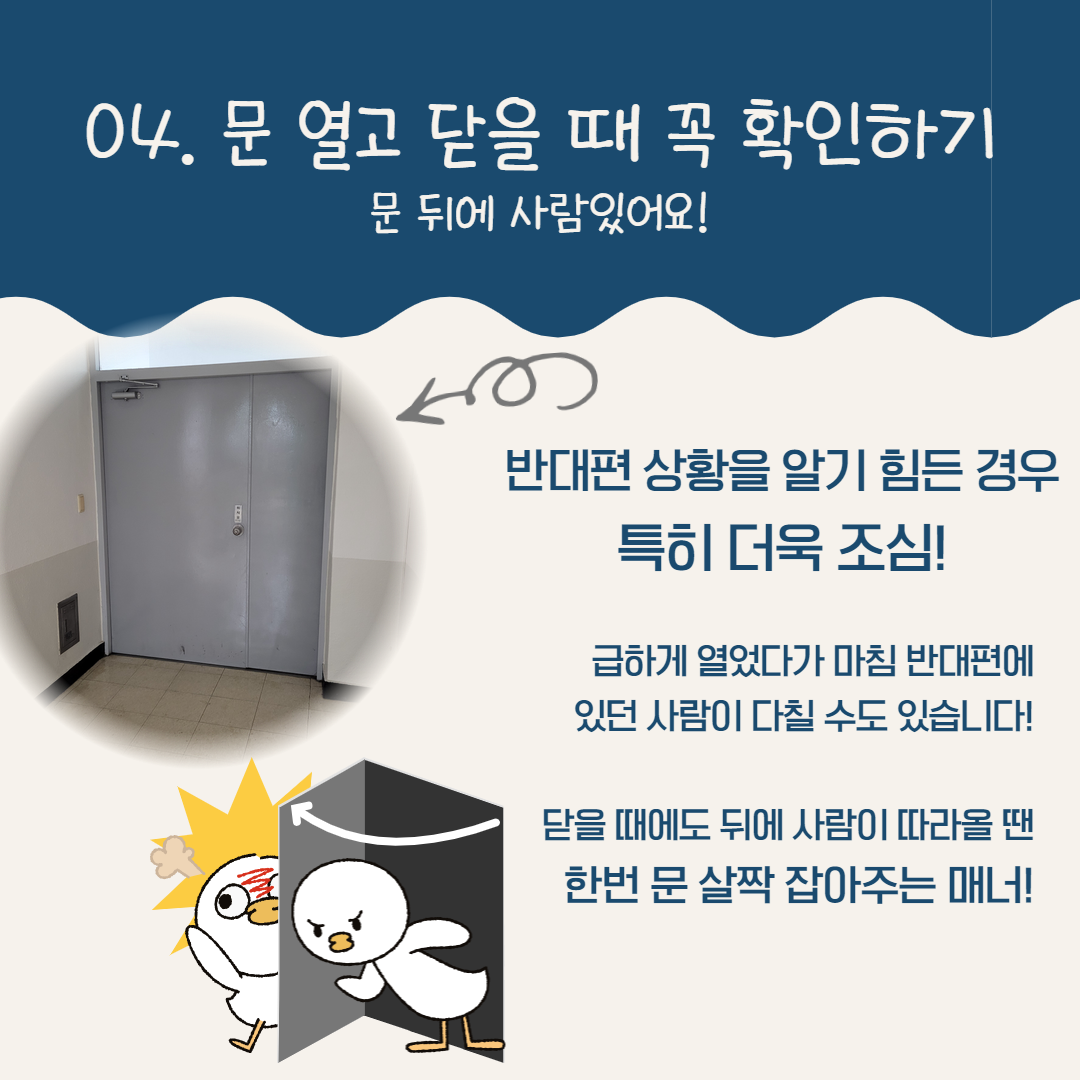 04. 문 열고 닫을 때 꼭 확인하기
문 뒤에 사람있어요!
반대편 상황을 알기 힘든 경우
특히 더욱 조심!
급하게 열었다가 마침 반대편에
있던 사람이 다칠 수도 있습니다!
닫을 때에도 뒤에 사람이 따라올 땐
한번 문 살짝 잡아주는 매너!